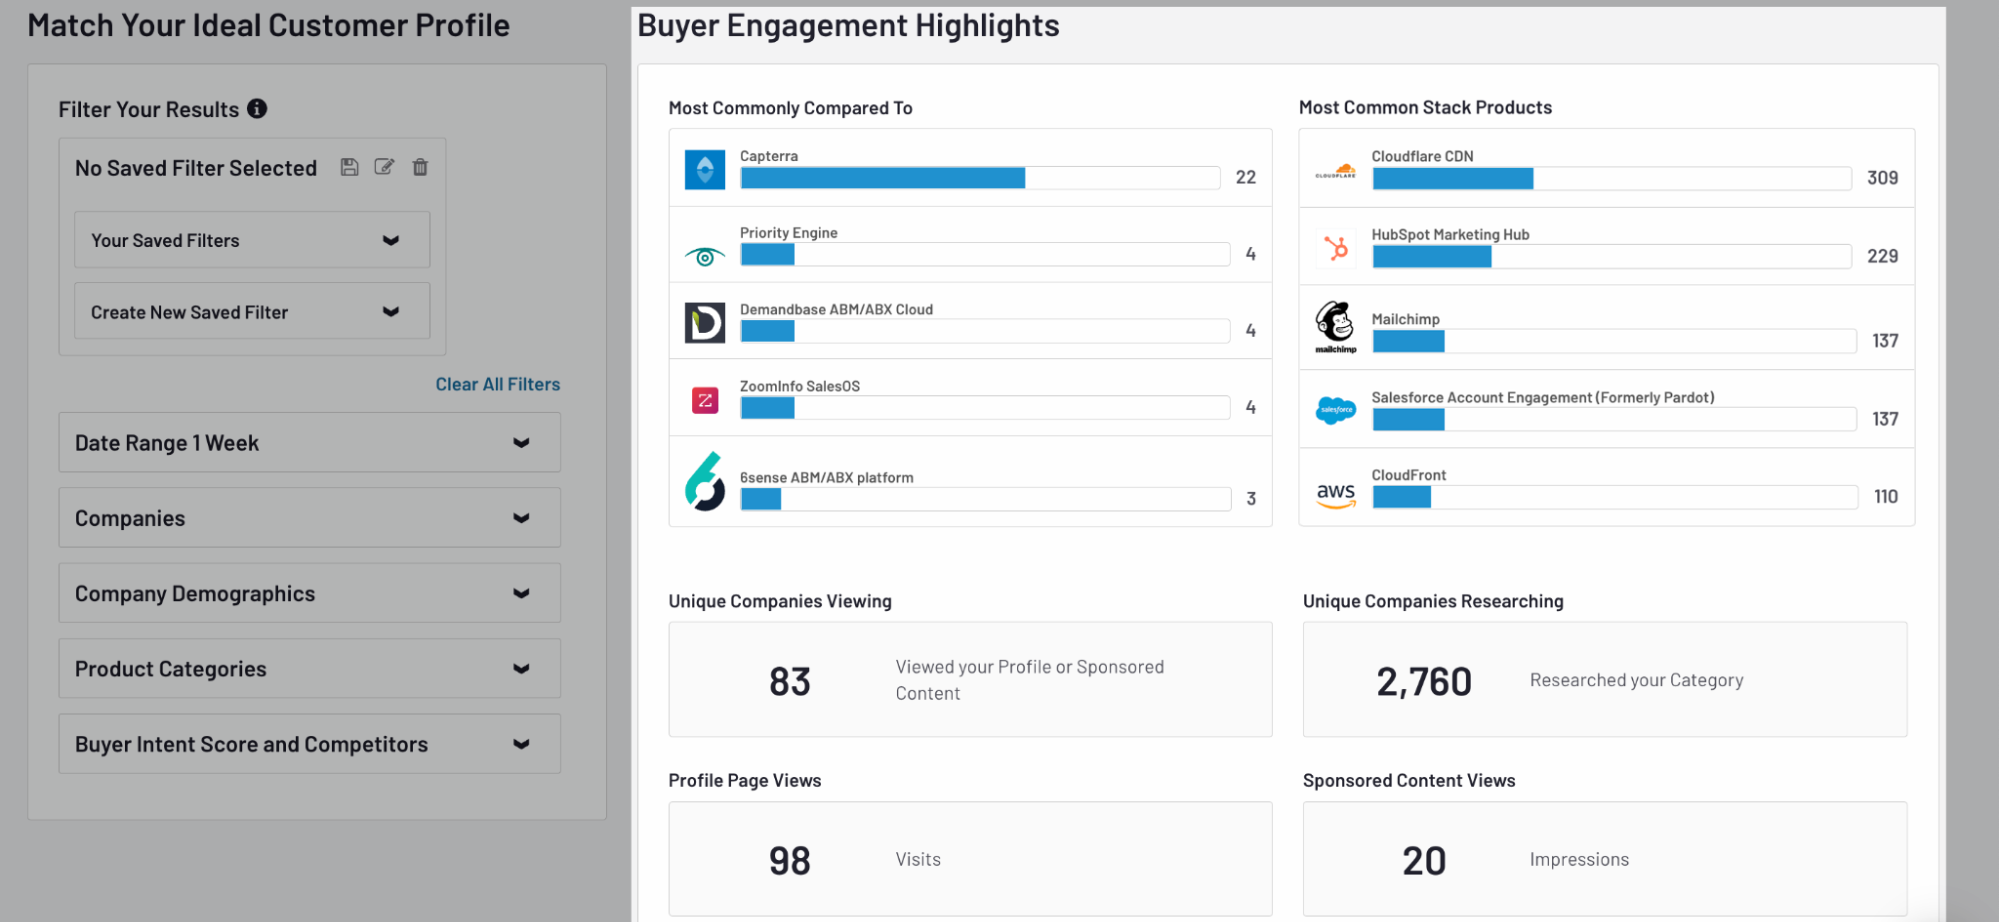 Match Your Ideal Customer Profile
Filter Your Results
No Saved Filter Selected
Your Saved Filters
Create New Saved Filter
Clear All Filters
Date Range 1 Week
Companies
Company Demographics
Product Categories
Buyer Intent Score and Competitors
Buyer Engagement Highlights
Most Commonly Compared To
Capterra
22
Priority Engine
4
Demandbase ABM/ABX Cloud
4
ZoomInfo SalesOS
4
6sense ABM/ABX platform
3
Most Common Stack Products
CLOUDFLARE
Cloudflare CDN
309
HubSpot Marketing Hub
229
mailchimp
Mailchimp
137
salesforce
Salesforce Account Engagement (Formerly Pardot)
137
aws
CloudFront
110
Unique Companies Viewing
83
Viewed your Profile or Sponsored
Content
Unique Companies Researching
2,760
Researched your Category
Profile Page Views
98
Visits
Sponsored Content Views
20
Impressions